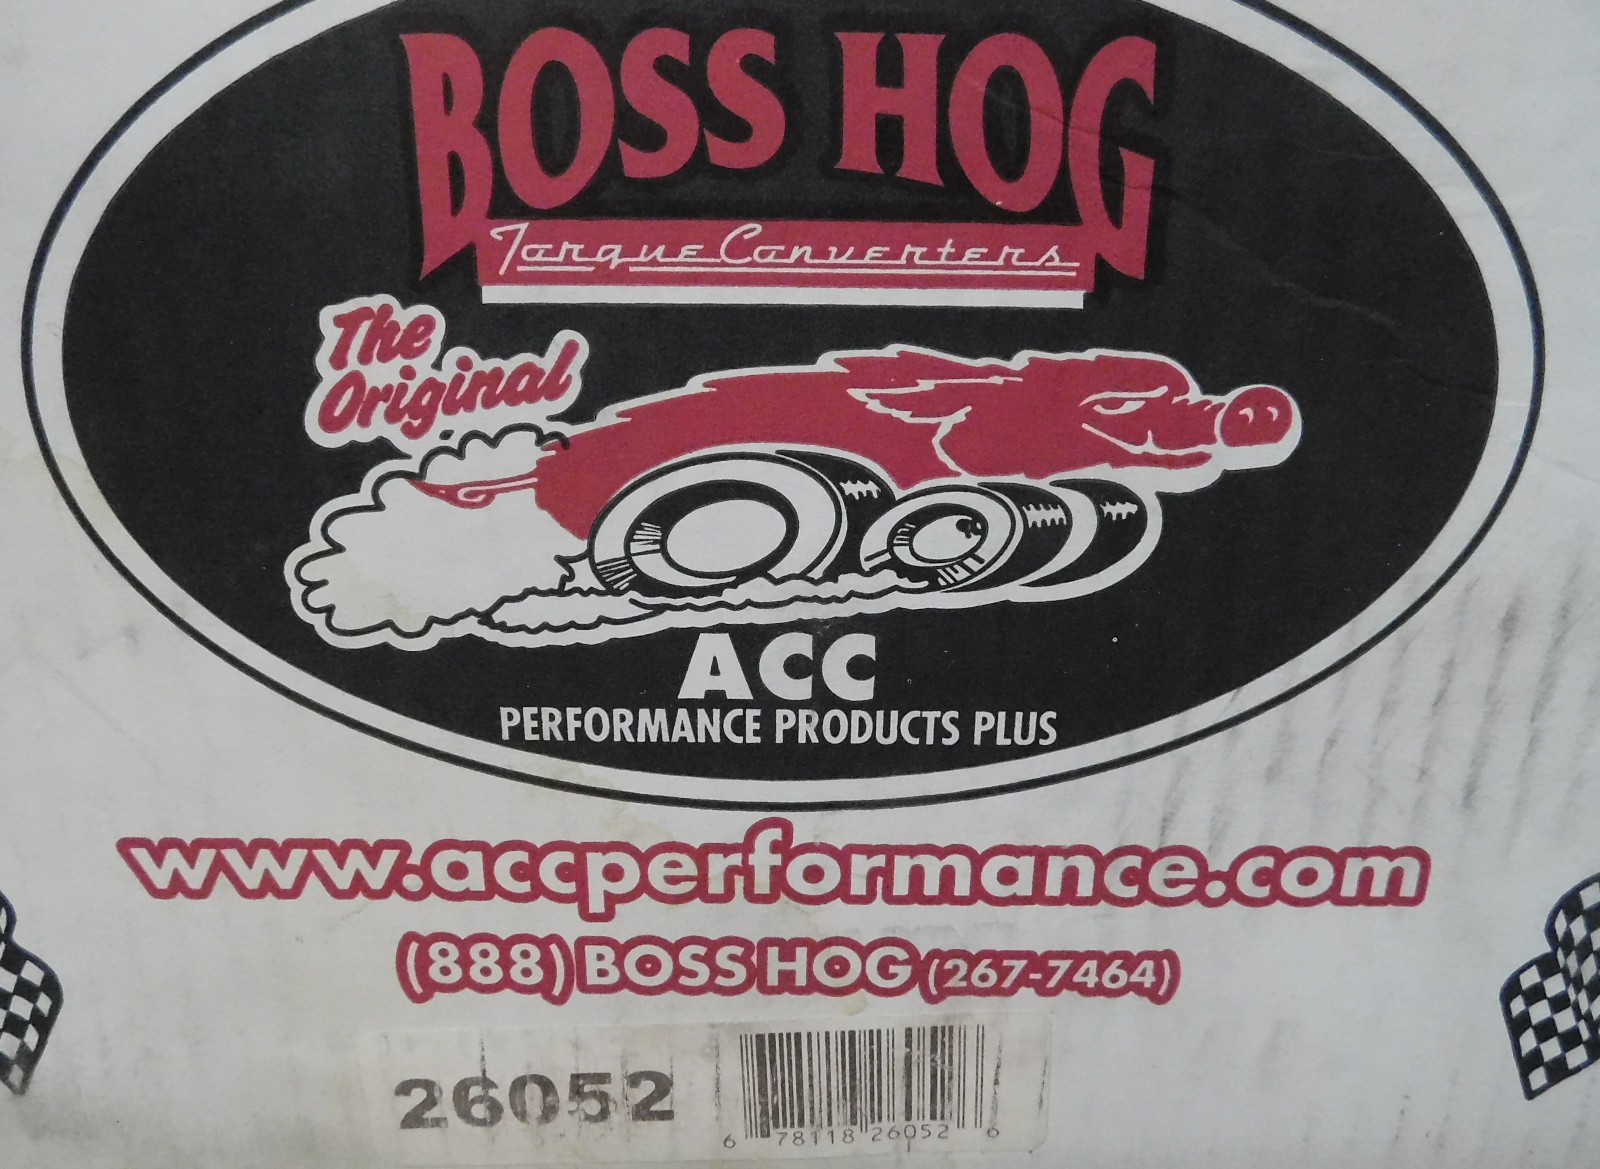 BOSS HOG
Torque Converters
The
Original
ACC
PERFORMANCE PRODUCTS PLUS
www.accperformance.com
(888) BOSS HOG (267-7464)
26052
6 78118 26052 6